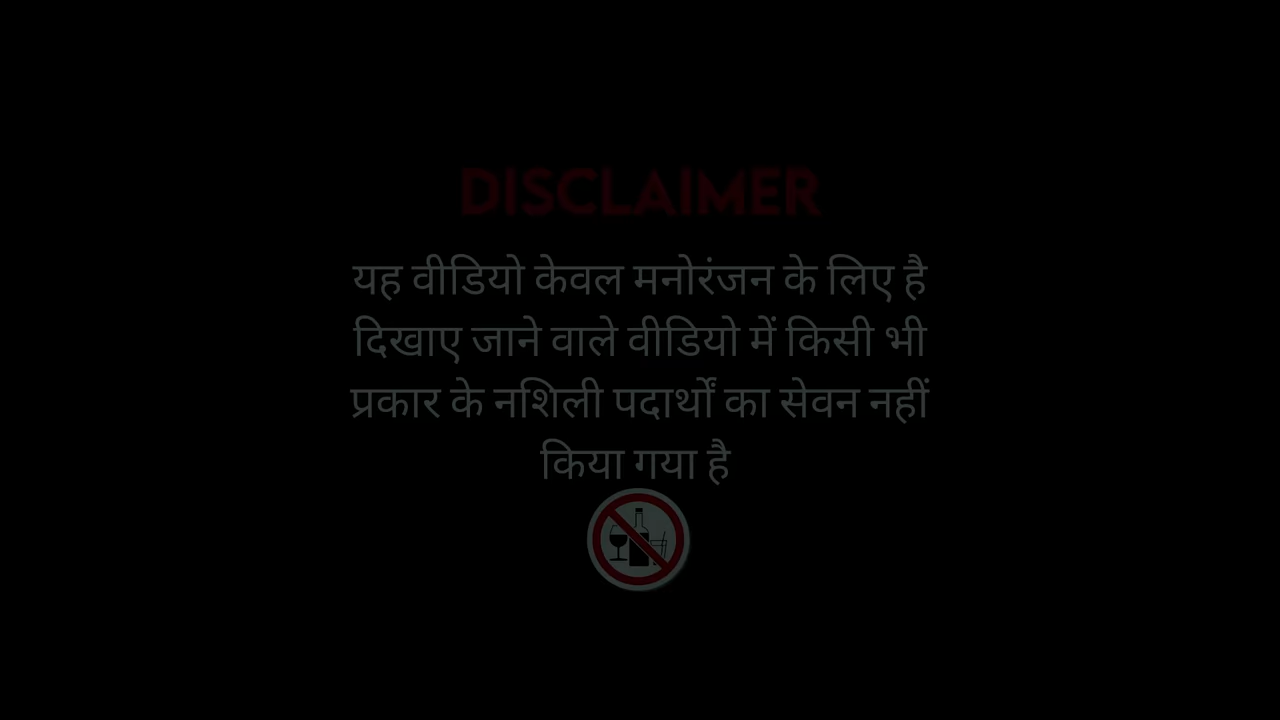 DISCLAIMER
यह वीडियो केवल मनोरंजन के लिए है
दिखाए जाने वाले वीडियो में किसी भी
प्रकार के नशिली पदार्थों का सेवन नहीं
किया गया है